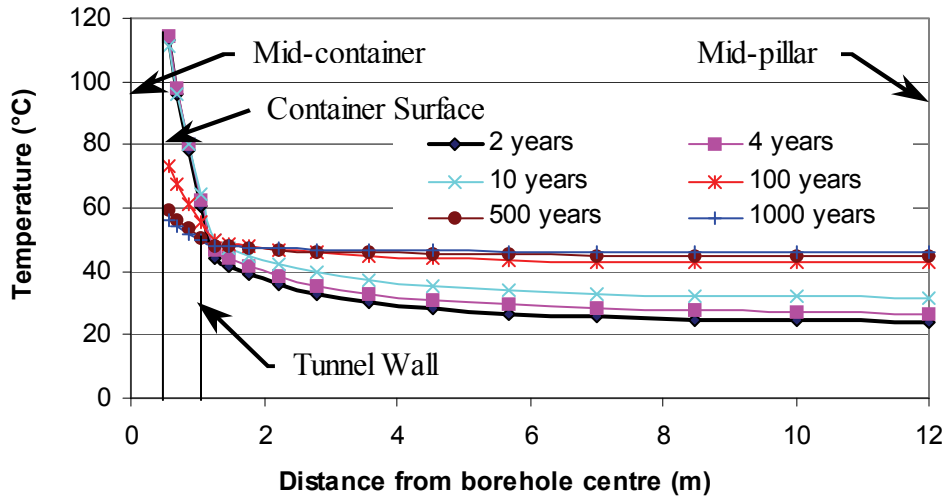 120
100
80
60
40
20
0
Temperature (°C)
Mid-container
Mid-pillar
Container Surface
2 years
4 years
10 years
100 years
500 years
1000 years
Tunnel Wall
0 2 4 6 8 10 12
Distance from borehole centre (m)